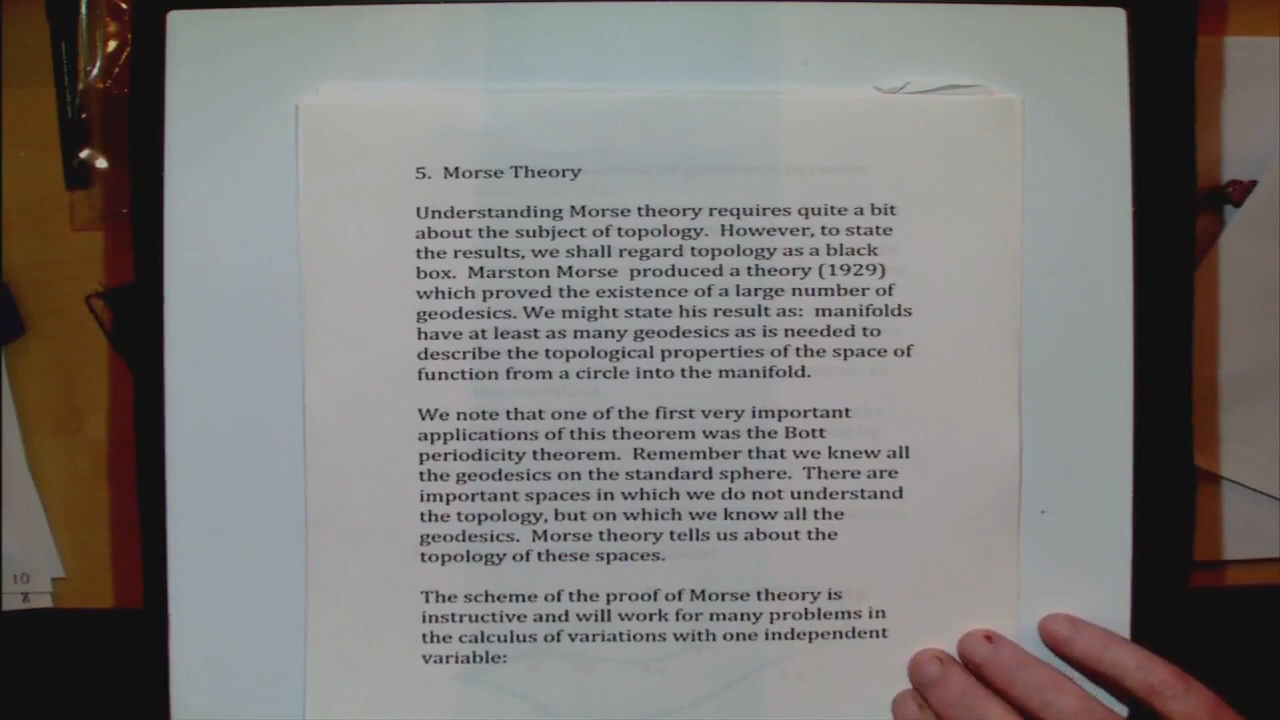 5. Morse Theory
Understanding Morse theory requires quite a bit
about the subject of topology. However, to state
the results, we shall regard topology as a black
box. Marston Morse produced a theory (1929)
which proved the existence of a large number of
geodesics. We might state his result as: manifolds
have at least as many geodesics as is needed to
describe the topological properties of the space of
function from a circle into the manifold.
We note that one of the first very important
applications of this theorem was the Bott
periodicity theorem. Remember that we knew all
the geodesics on the standard sphere. There are
important spaces in which we do not understand
the topology, but on which we know all the
geodesics. Morse theory tells us about the
topology of these spaces.
The scheme of the proof of Morse theory is
instructive and will work for many problems in
the calculus of variations with one independent
variable:
10